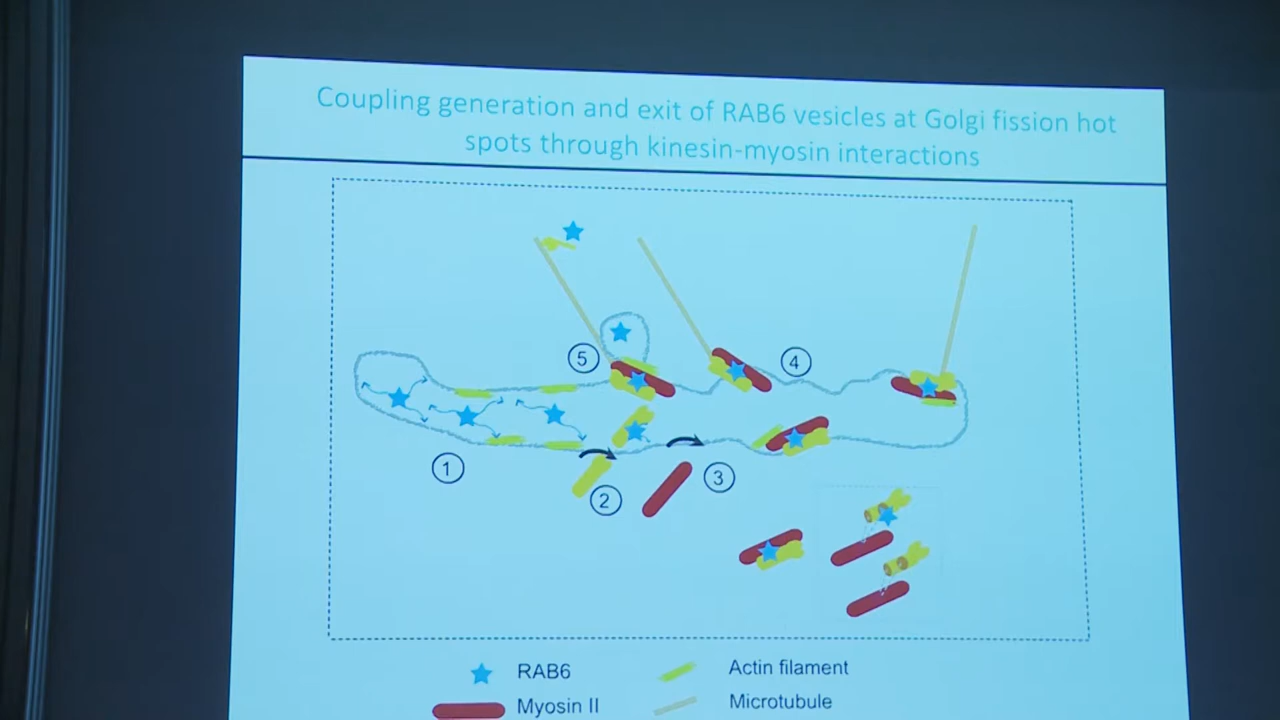 Coupling generation and exit of RAB6 vesicles at Golgi fission hot
spots through kinesin-myosin interactions
5
4
1
2
3
RAB6
Actin filament
Myosin II
Microtubule